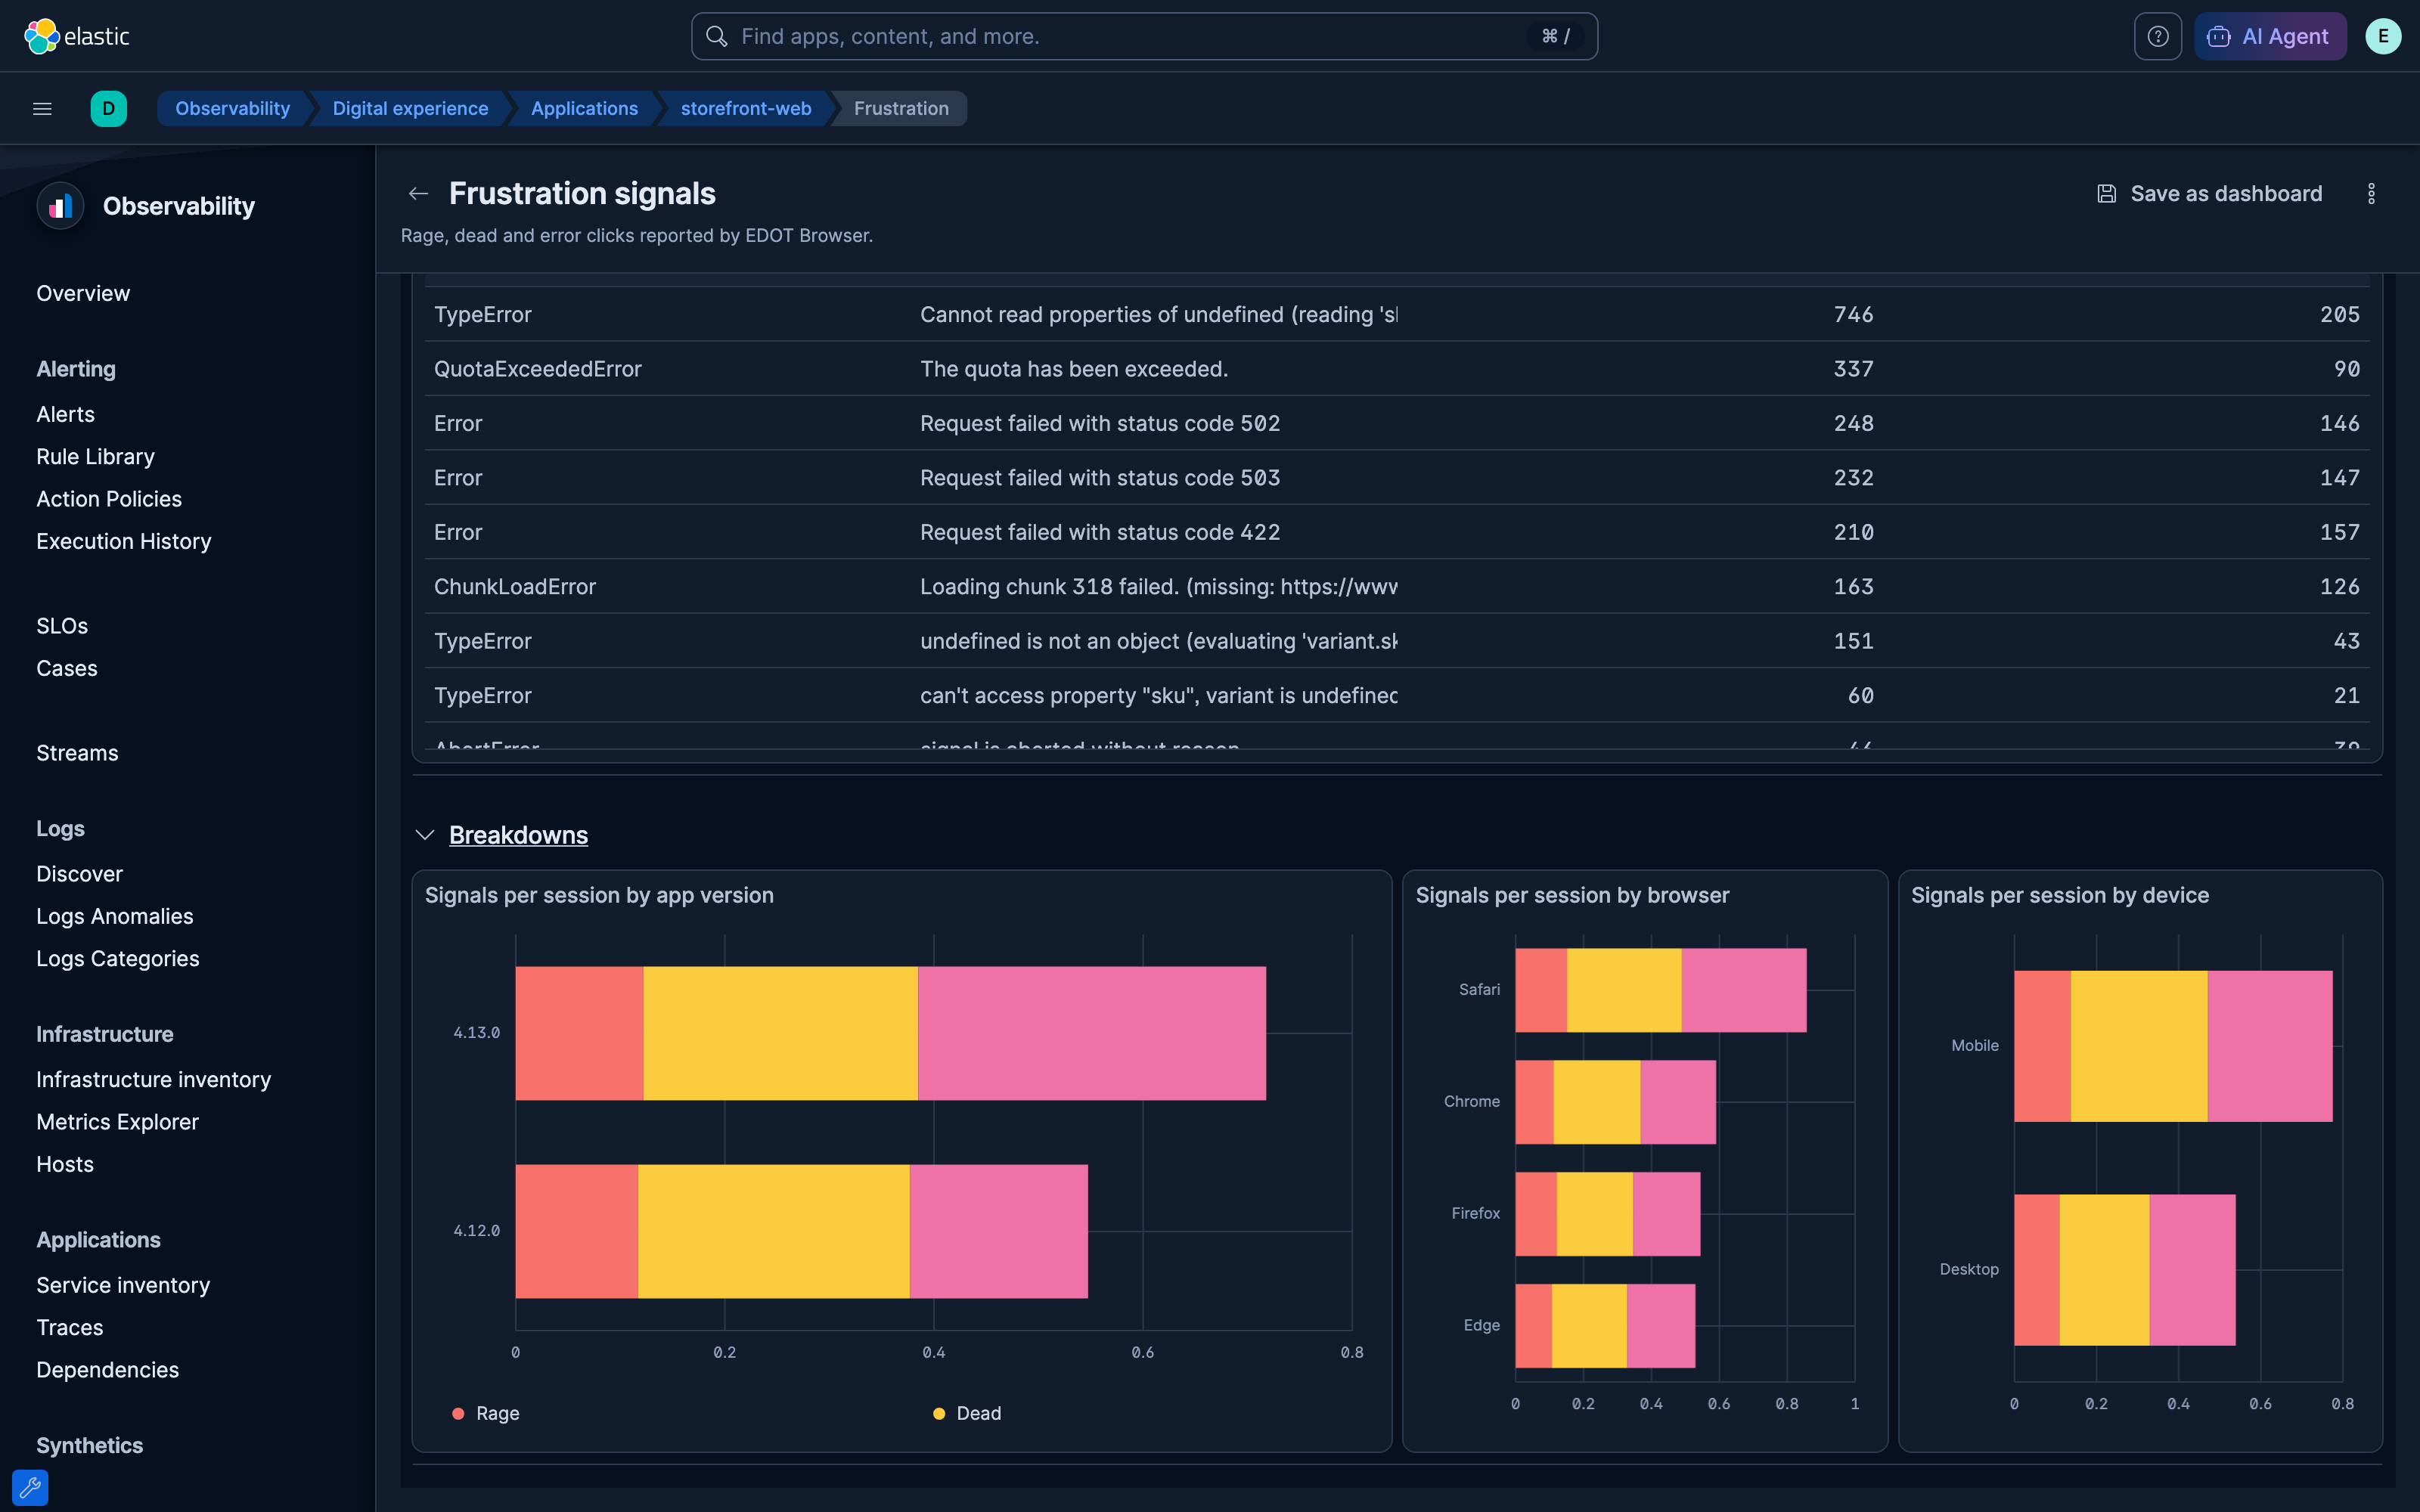 elastic
Find apps, content, and more.
⌘ /
AI Agent
E
D
Observability
Digital experience
Applications
storefront-web
Frustration
Observability
Overview
Alerting
Alerts
Rule Library
Action Policies
Execution History
SLOs
Cases
Streams
Logs
Discover
Logs Anomalies
Logs Categories
Infrastructure
Infrastructure inventory
Metrics Explorer
Hosts
Applications
Service inventory
Traces
Dependencies
Synthetics
Frustration signals
Save as dashboard
Rage, dead and error clicks reported by EDOT Browser.
TypeError Cannot read properties of undefined (reading 's 746 205
QuotaExceededError The quota has been exceeded. 337 90
Error Request failed with status code 502 248 146
Error Request failed with status code 503 232 147
Error Request failed with status code 422 210 157
ChunkLoadError Loading chunk 318 failed. (missing: https://www 163 126
TypeError undefined is not an object (evaluating 'variant.sk 151 43
TypeError can't access property "sku", variant is undefined 60 21
AbortError signal is aborted without reason
Breakdowns
Signals per session by app version
4.13.0
4.12.0
0 0.2 0.4 0.6 0.8
Rage Dead
Signals per session by browser
Safari
Chrome
Firefox
Edge
0 0.2 0.4 0.6 0.8 1
Signals per session by device
Mobile
Desktop
0 0.2 0.4 0.6 0.8